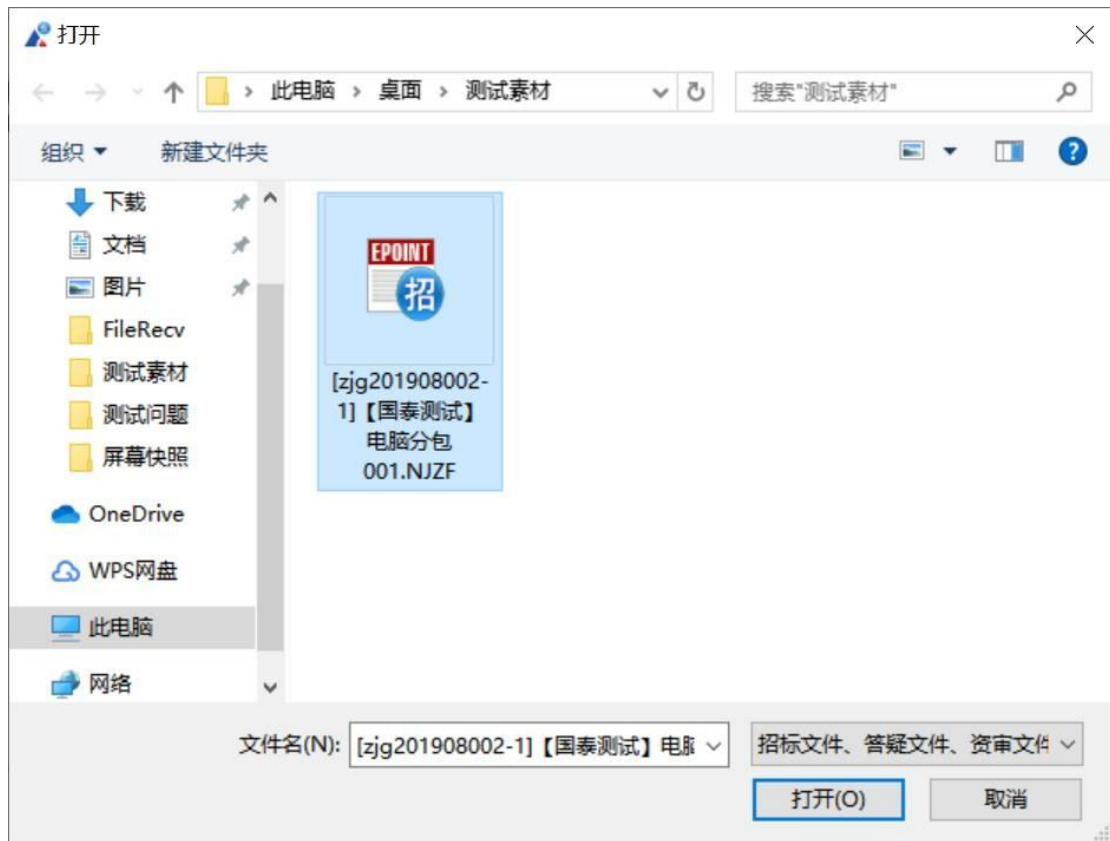 打开
此电脑 › 桌面 › 测试素材
搜索"测试素材"
组织
新建文件夹
下载
文档
图片
FileRecv
测试素材
测试问题
屏幕快照
OneDrive
WPS网盘
此电脑
网络
EPOINT
招
[zjg201908002-
1]【国泰测试】
电脑分包
001.NJZF
文件名(N):
[zjg201908002-1]【国泰测试】电脑
招标文件、答疑文件、资审文件
打开(O)
取消